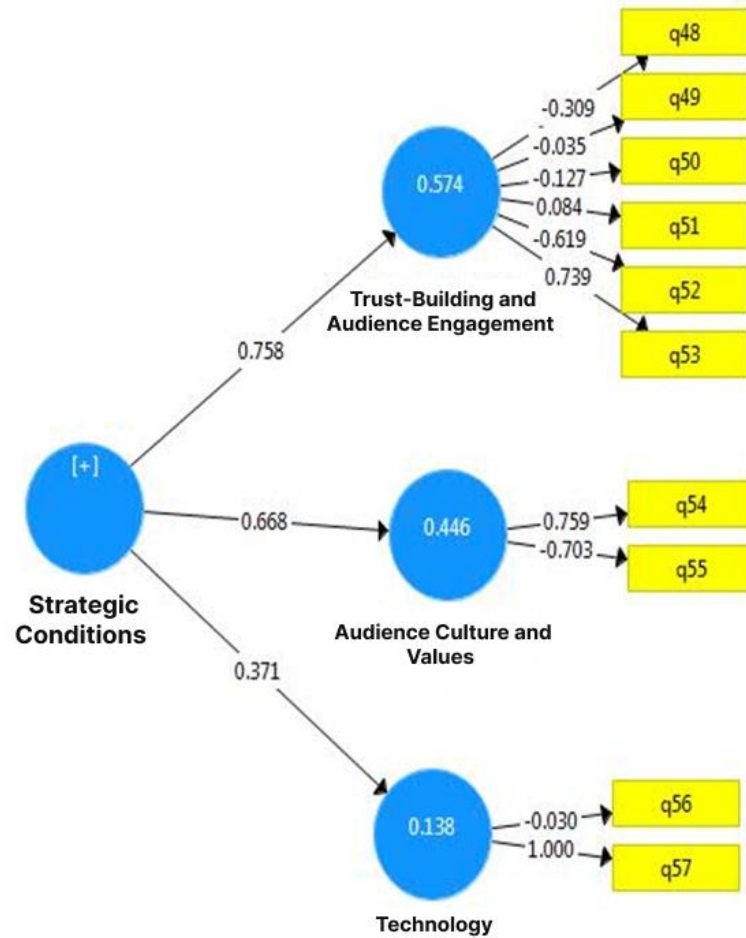 q48
-0.309
q49
-0.035
q50
-0.127
0.574
0.084
q51
-0.619
q52
0.739
Trust-Building and
Audience Engagement
q53
0.758
[+]
0.668
0.446
0.759
q54
-0.703
q55
Strategic
Conditions
Audience Culture and
Values
0.371
0.138
-0.030
q56
1.000
q57
Technology